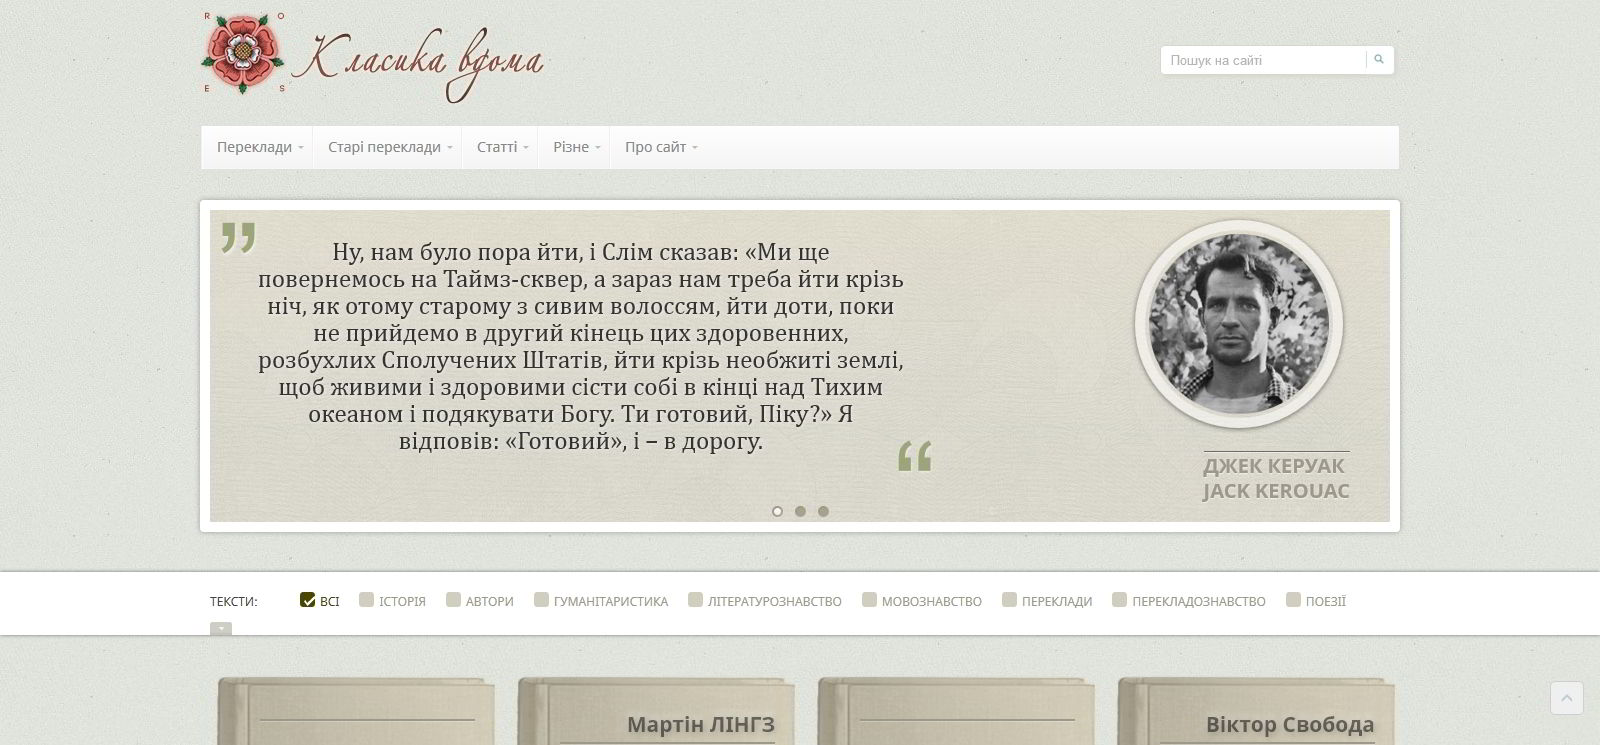 R O
E S
Класика вдома
Пошук на сайті
Переклади Старі переклади Статті Різне Про сайт
”
Ну, нам було пора йти, і Слім сказав: «Ми ще
повернемось на Таймз-сквер, а зараз нам треба йти крізь
ніч, як отому старому з сивим волоссям, йти доти, поки
не прийдемо в другий кінець цих здоровенних,
розбухлих Сполучених Штатів, йти крізь необжиті землі,
щоб живими і здоровими сісти собі в кінці над Тихим
океаном і подякувати Богу. Ти готовий, Піку?» Я
відповів: «Готовий», і – в дорогу.
“
ДЖЕК КЕРУАК
JACK KEROUAC
ТЕКСТИ: ВСІ ІСТОРІЯ АВТОРИ ГУМАНІТАРИСТИКА ЛІТЕРАТУРОЗНАВСТВО МОВОЗНАВСТВО ПЕРЕКЛАДИ ПЕРЕКЛАДОЗНАВСТВО ПОЕЗІЇ
Мартін ЛІНГЗ
Віктор Свобода